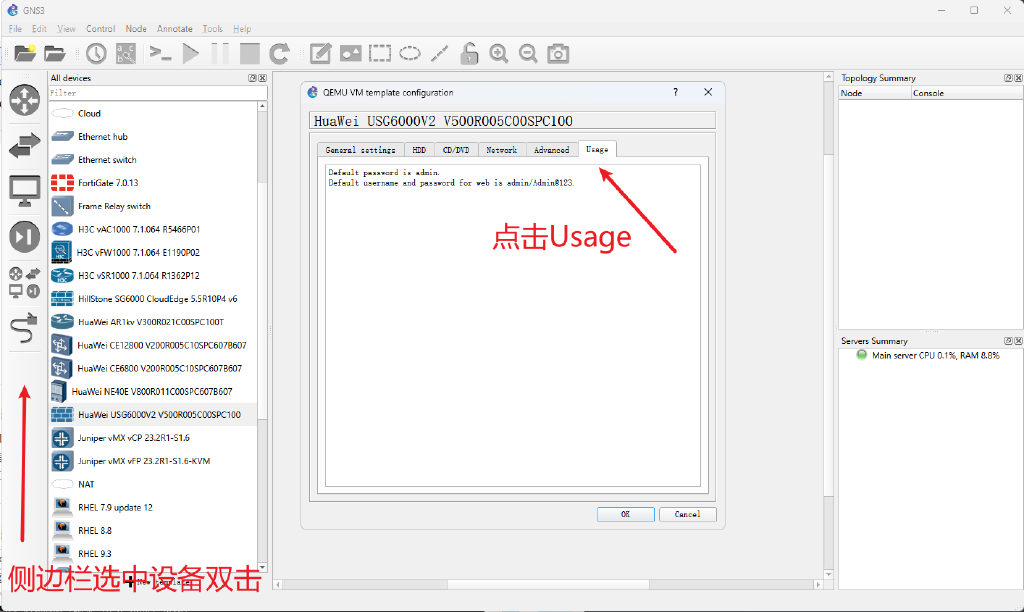 GNS3
File Edit View Control Node Annotate Tools Help
All devices
Filter
Cloud
Ethernet hub
Ethernet switch
FortiGate 7.0.13
Frame Relay switch
H3C vAC1000 7.1.064 R5466P01
H3C vFW1000 7.1.064 E1190P02
H3C vSR1000 7.1.064 R1362P12
HillStone SG6000 CloudEdge 5.5R10P4 v6
HuaWei AR1kv V300R021C00SPC100T
HuaWei CE12800 V200R005C10SPC607B607
HuaWei CE6800 V200R005C10SPC607B607
HuaWei NE40E V800R011C00SPC607B607
HuaWei USG6000V2 V500R005C00SPC100
Juniper vMX vCP 23.2R1-S1.6
Juniper vMX vFP 23.2R1-S1.6-KVM
NAT
RHEL 7.9 update 12
RHEL 8.8
RHEL 9.3
New template
侧边栏选中设备双击
QEMU VM template configuration
HuaWei USG6000V2 V500R005C00SPC100
General settings HDD CD/DVD Network Advanced Usage
Default password is admin.
Default username and password for web is admin/Admin@123.
点击Usage
OK Cancel
Topology Summary
Node Console
Servers Summary
Main server CPU 0.1%, RAM 8.8%